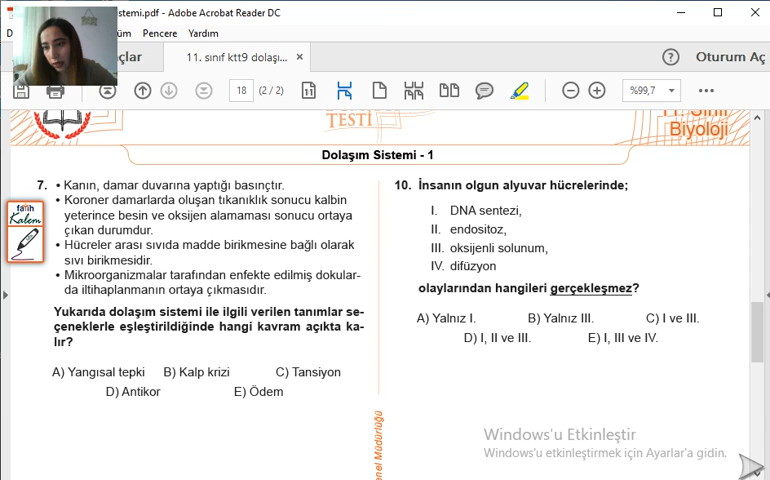 stemi.pdf - Adobe Acrobat Reader DC
üm Pencere Yardım
çlar 11. sınıf ktt9 dolaşı... × Oturum Aç
18 (2 / 2) %99,7
TESTİ
11. Sınıf
Biyoloji
Dolaşım Sistemi - 1
7. • Kanın, damar duvarına yaptığı basınçtır.
• Koroner damarlarda oluşan tıkanıklık sonucu kalbin
yeterince besin ve oksijen alamaması sonucu ortaya
çıkan durumdur.
• Hücreler arası sıvıda madde birikmesine bağlı olarak
sıvı birikmesidir.
• Mikroorganizmalar tarafından enfekte edilmiş dokular-
da iltihaplanmanın ortaya çıkmasıdır.
Yukarıda dolaşım sistemi ile ilgili verilen tanımlar se-
çeneklerle eşleştirildiğinde hangi kavram açıkta ka-
lır?
A) Yangısal tepki B) Kalp krizi C) Tansiyon
D) Antikor E) Ödem
fatih
Kalem
10. İnsanın olgun alyuvar hücrelerinde;
I. DNA sentezi,
II. endositoz,
III. oksijenli solunum,
IV. difüzyon
olaylarından hangileri gerçekleşmez?
A) Yalnız I. B) Yalnız III. C) I ve III.
D) I, II ve III. E) I, III ve IV.
enel Müdürlüğü
Windows'u Etkinleştir
Windows'u etkinleştirmek için Ayarlar'a gidin.